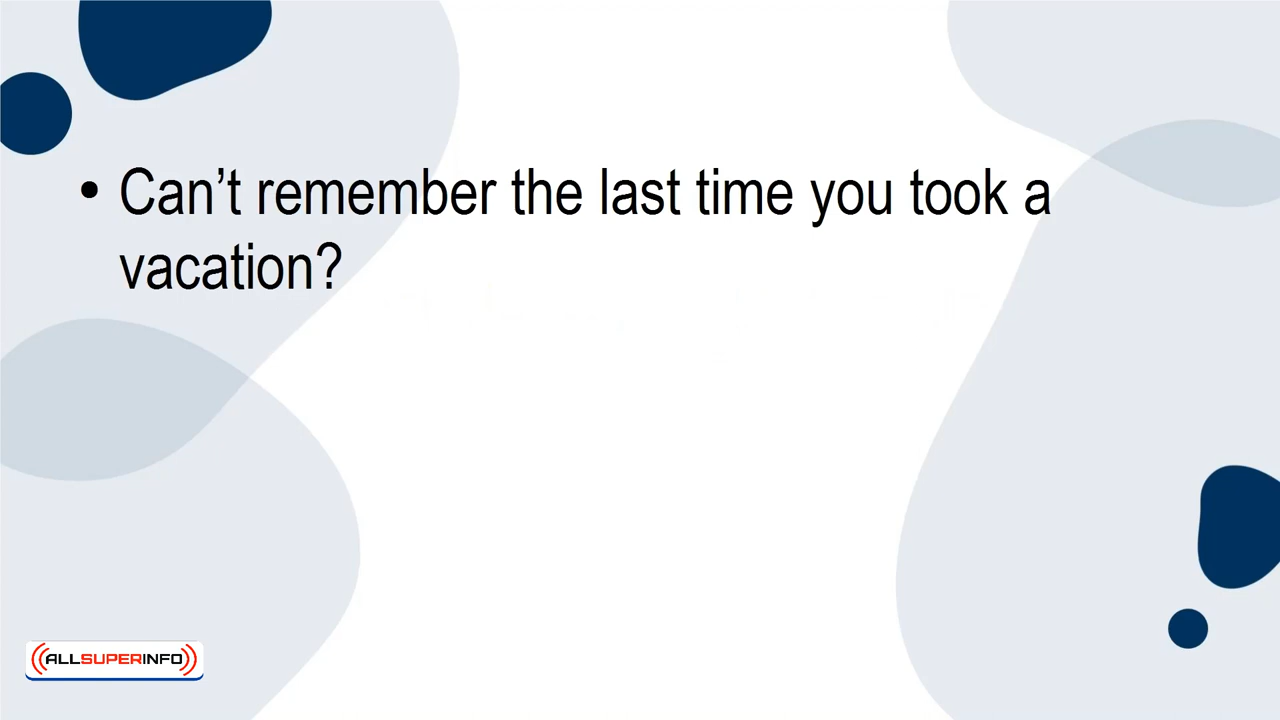 • Can’t remember the last time you took a
vacation?
ALLSUPERINFO